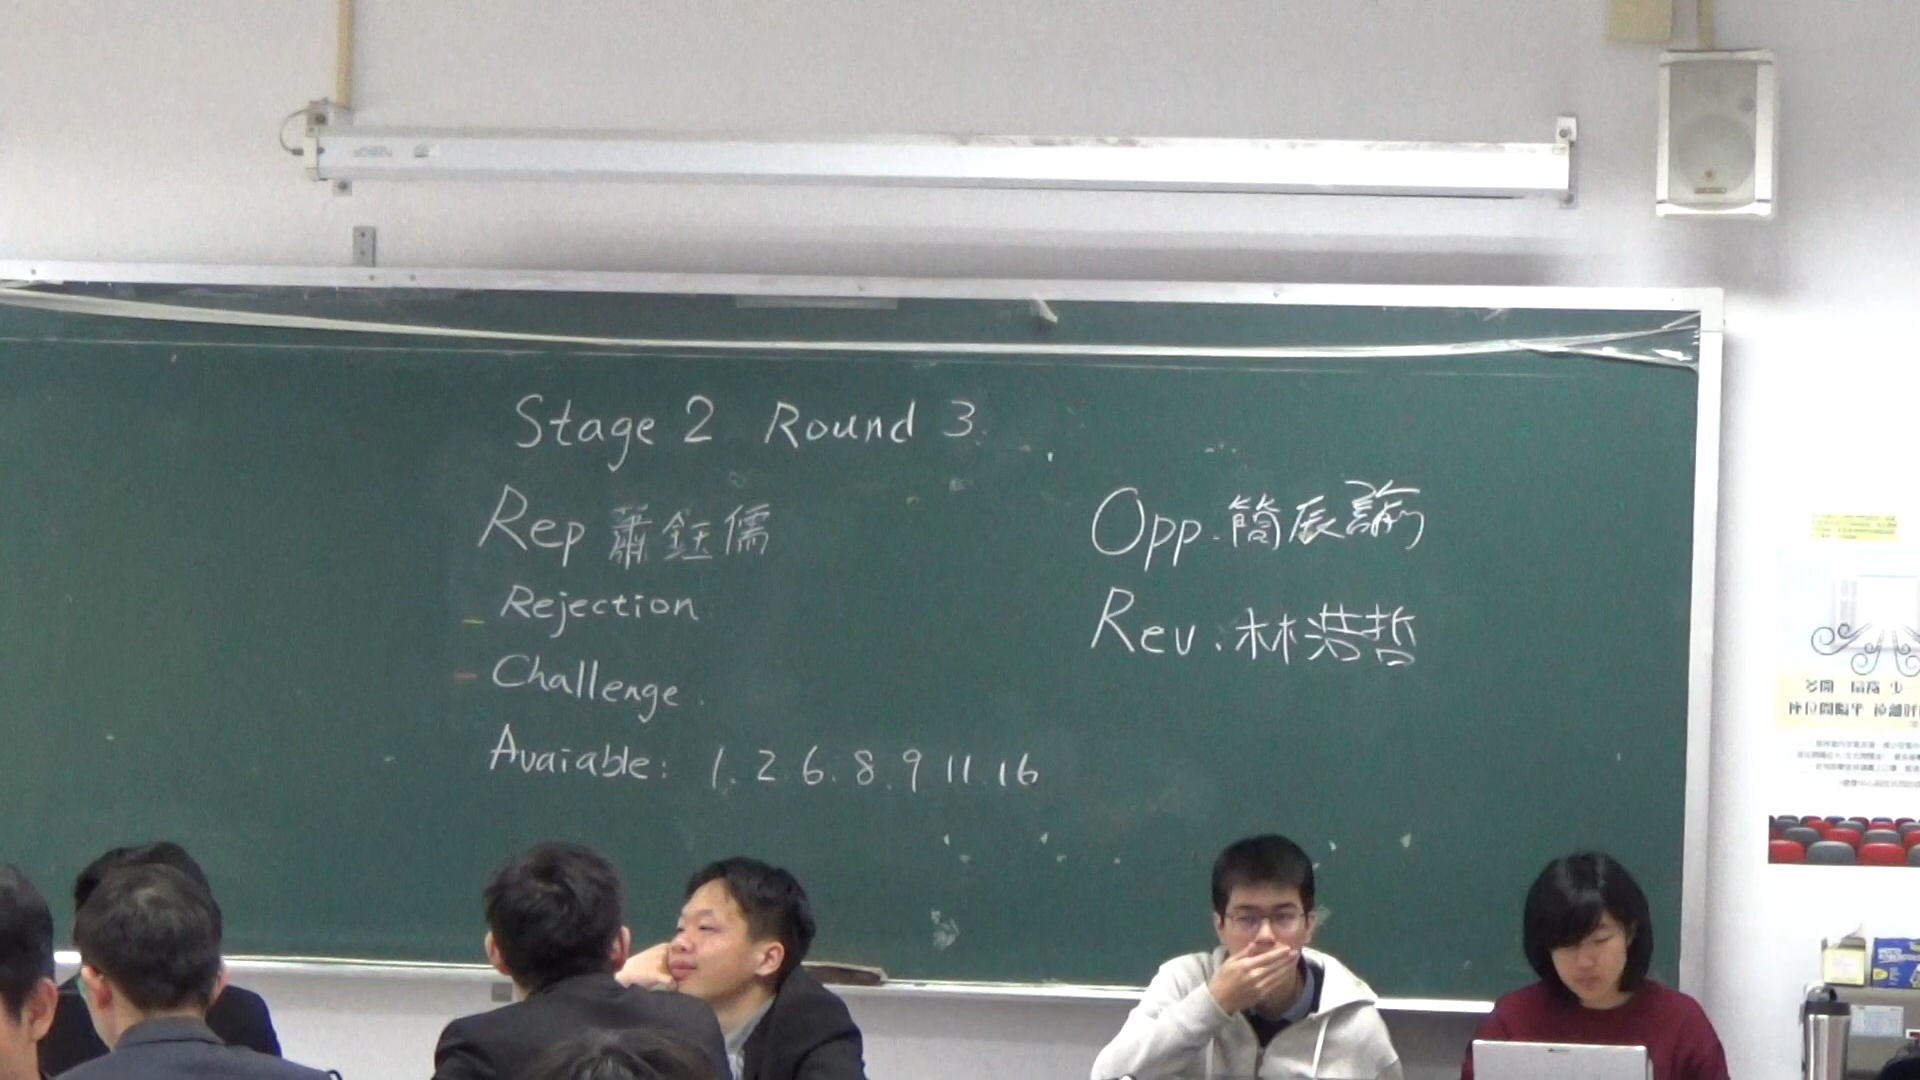 Stage 2 Round 3.
Rep 蕭鈺儒
Rejection
Challenge.
Avaiable: 1. 2 6. 8. 9 11 16
Opp.簡辰諭
Rev.林浩哲